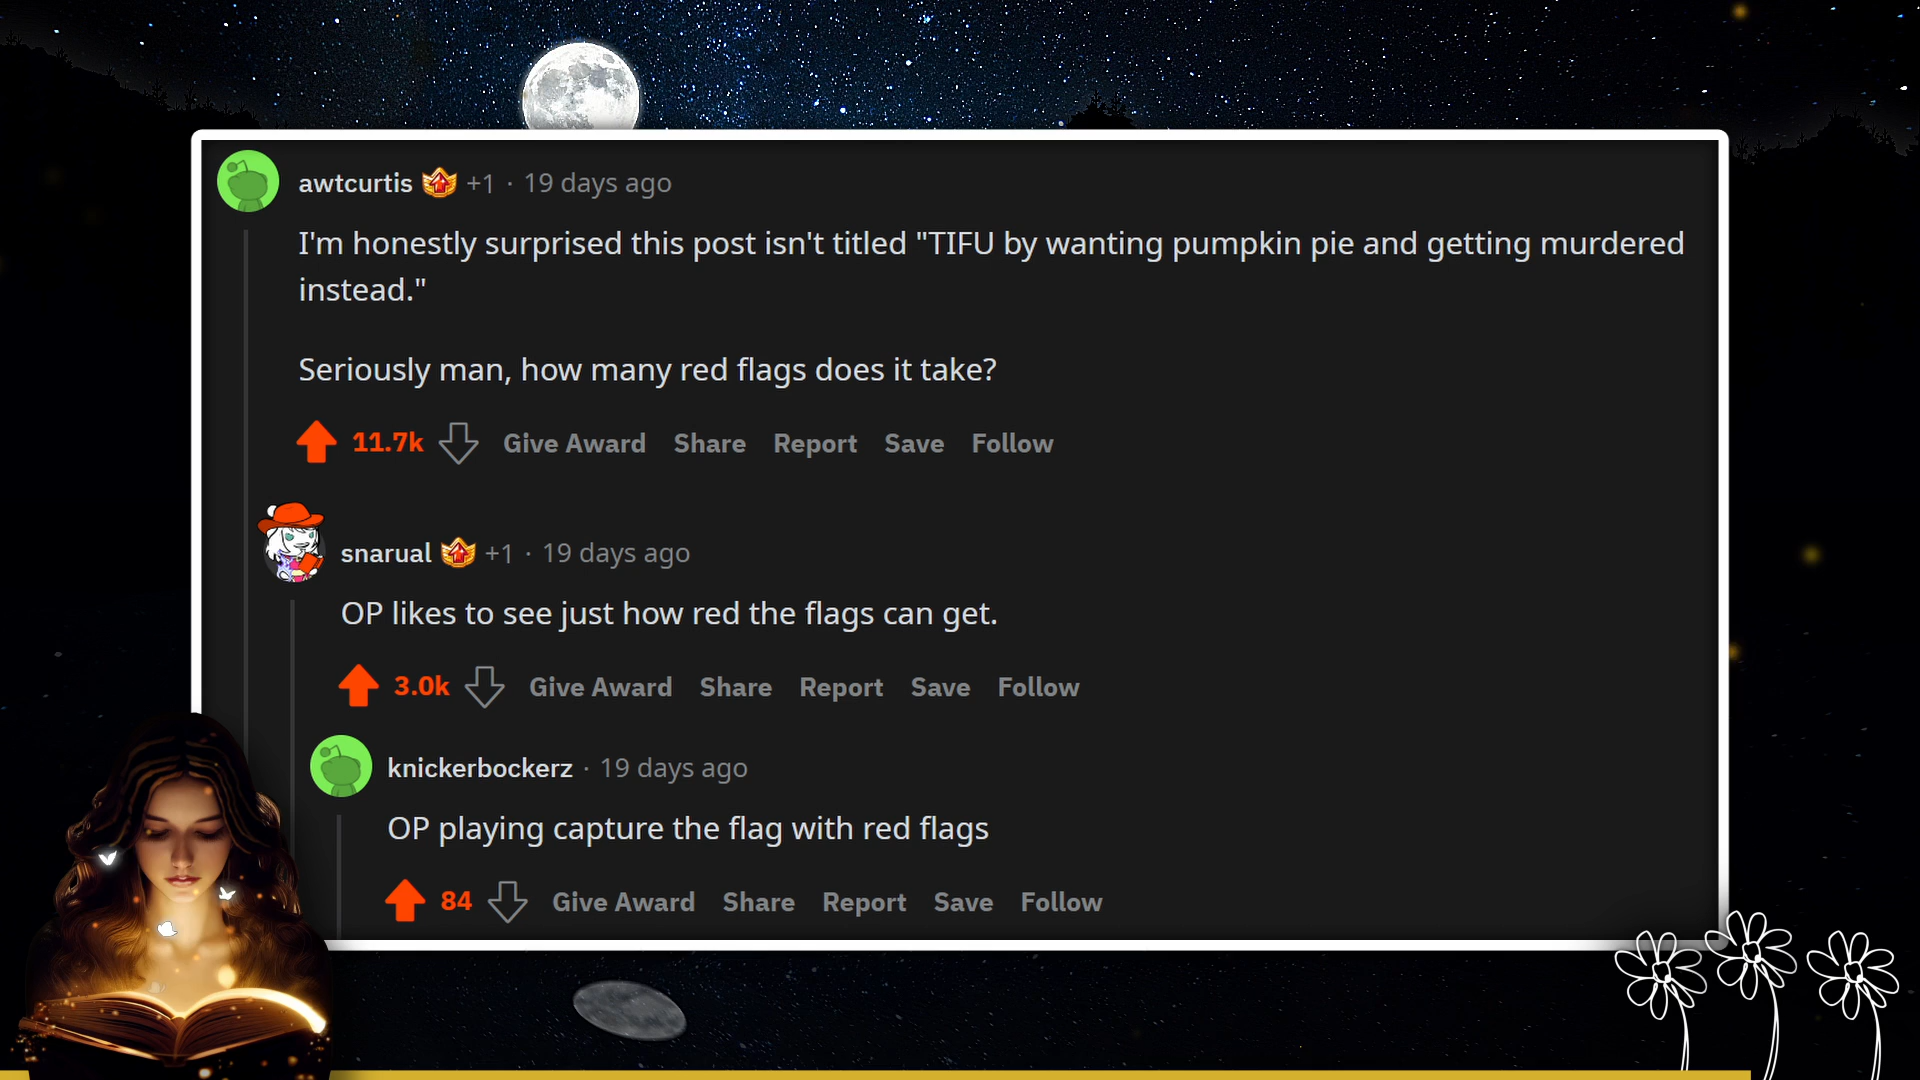 awtcurtis +1 · 19 days ago
I'm honestly surprised this post isn't titled "TIFU by wanting pumpkin pie and getting murdered
instead."
Seriously man, how many red flags does it take?
11.7k Give Award Share Report Save Follow
snarual +1 · 19 days ago
OP likes to see just how red the flags can get.
3.0k Give Award Share Report Save Follow
knickerbockerz · 19 days ago
OP playing capture the flag with red flags
84 Give Award Share Report Save Follow